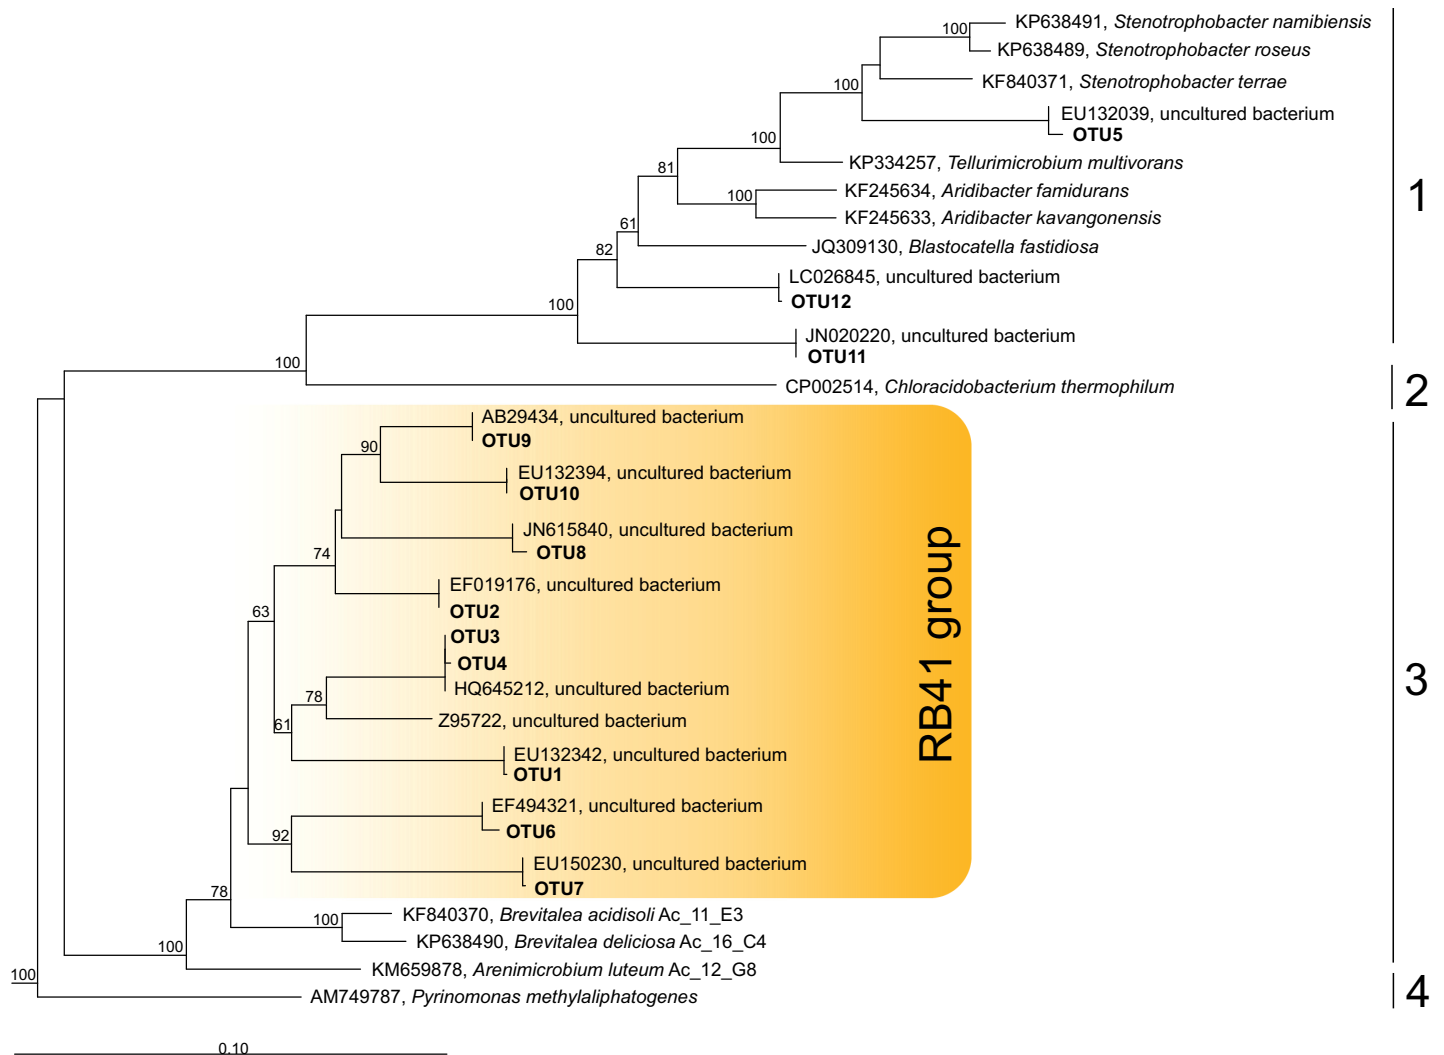 100
KP638491, Stenotrophobacter namibiensis
KP638489, Stenotrophobacter roseus
KF840371, Stenotrophobacter terrae
100
EU132039, uncultured bacterium
OTU5
100
KP334257, Tellurimicrobium multivorans
81
KF245634, Aridibacter famidurans
100
KF245633, Aridibacter kavangonensis
61
JQ309130, Blastocatella fastidiosa
82
LC026845, uncultured bacterium
OTU12
100
JN020220, uncultured bacterium
OTU11
1
100
CP002514, Chloracidobacterium thermophilum
2
AB29434, uncultured bacterium
OTU9
90
EU132394, uncultured bacterium
OTU10
JN615840, uncultured bacterium
OTU8
74
EF019176, uncultured bacterium
OTU2
63
OTU3
OTU4
HQ645212, uncultured bacterium
78
Z95722, uncultured bacterium
61
EU132342, uncultured bacterium
OTU1
EF494321, uncultured bacterium
OTU6
92
EU150230, uncultured bacterium
OTU7
RB41 group
78
KF840370, Brevitalea acidisoli Ac_11_E3
100
KP638490, Brevitalea deliciosa Ac_16_C4
100
KM659878, Arenimicrobium luteum Ac_12_G8
3
100
AM749787, Pyrinomonas methylaliphatogenes
4
0.10